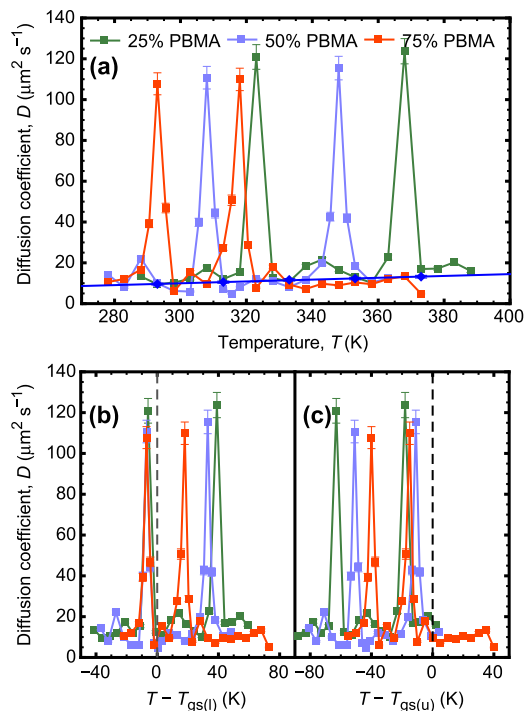 Diffusion coefficient, D (μm² s⁻¹)
140
120
100
80
60
40
20
0
25% PBMA 50% PBMA 75% PBMA
(a)
280 300 320 340 360 380 400
Temperature, T (K)
Diffusion coefficient, D (μm² s⁻¹)
140
120
100
80
60
40
20
0
(b)
(c)
−40 0 40 80
−80 −40 0 40
T − Tgs(l) (K)
T − Tgs(u) (K)